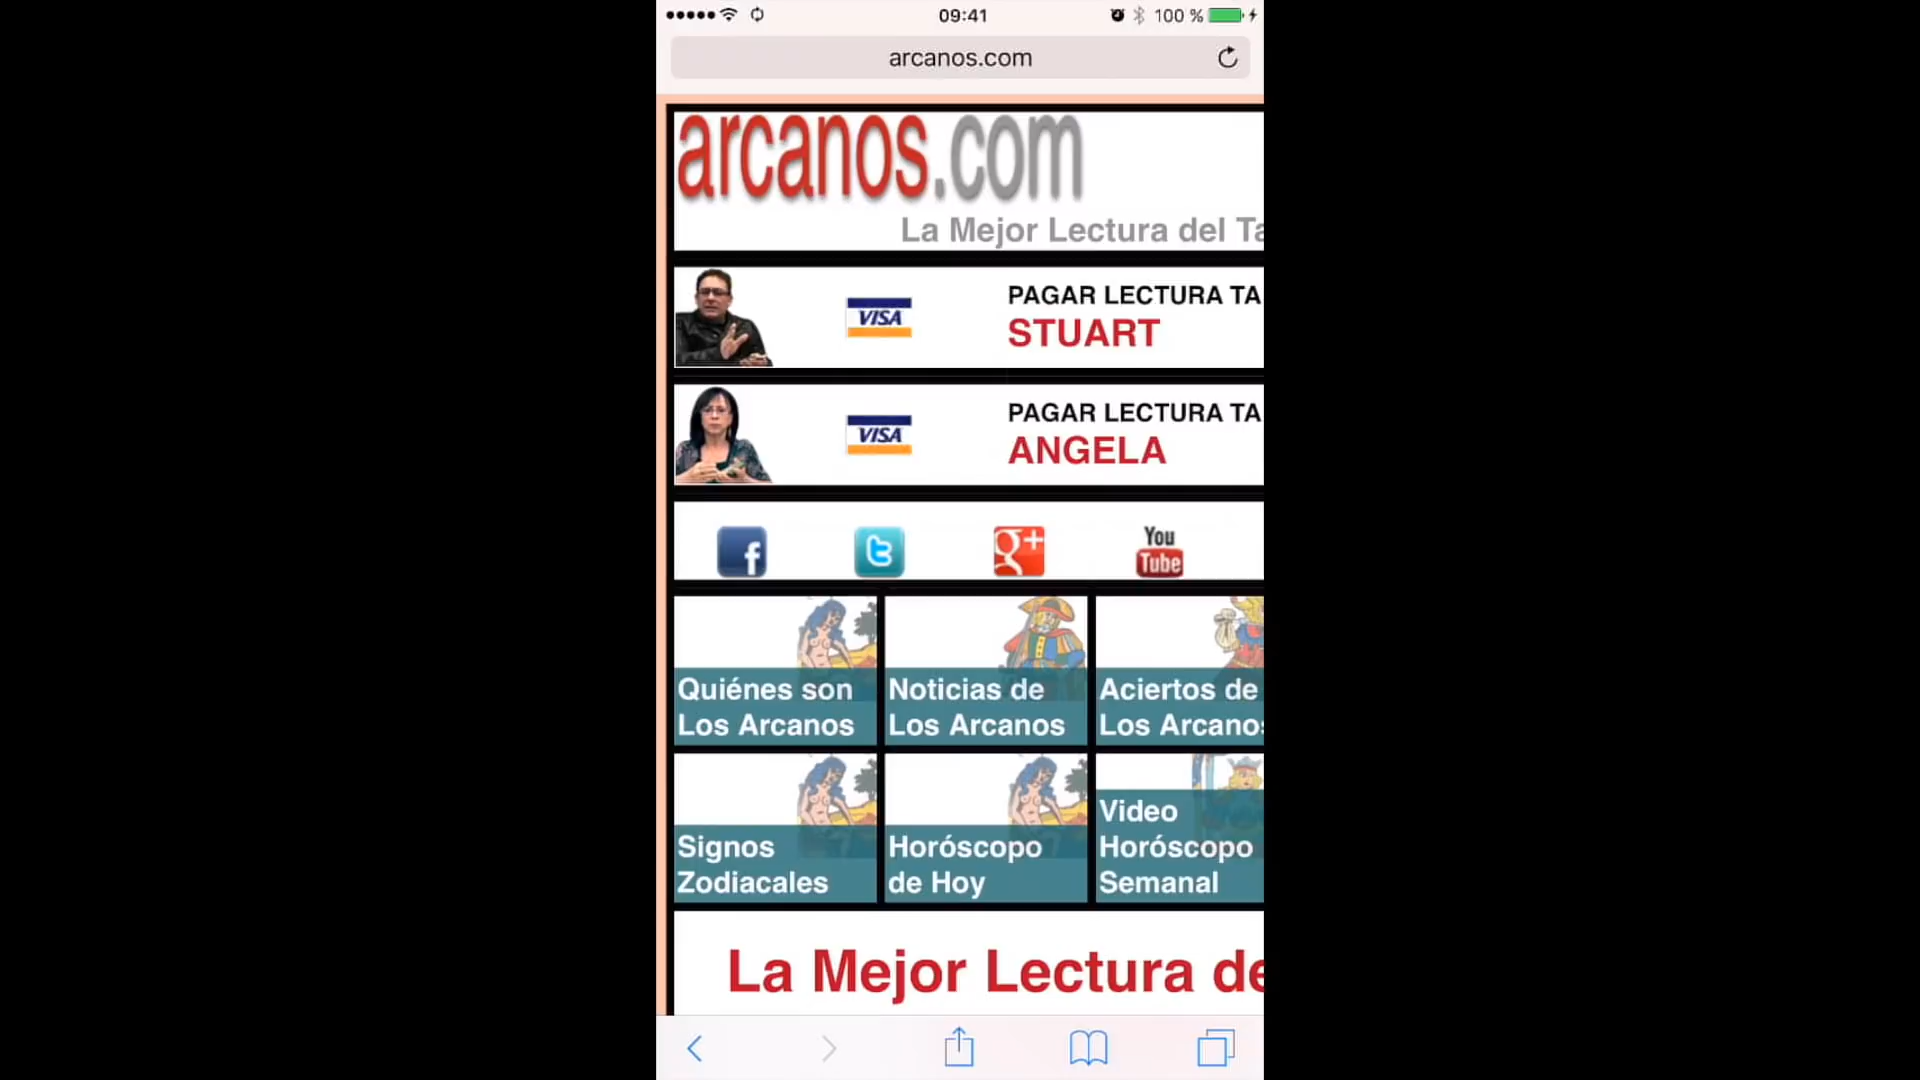 09:41
100 %
arcanos.com
arcanos.com
La Mejor Lectura del Ta
VISA
PAGAR LECTURA TA
STUART
VISA
PAGAR LECTURA TA
ANGELA
f
t
g+
You
Tube
Quiénes son
Los Arcanos
Noticias de
Los Arcanos
Aciertos de
Los Arcanos
Signos
Zodiacales
Horóscopo
de Hoy
Video
Horóscopo
Semanal
La Mejor Lectura de